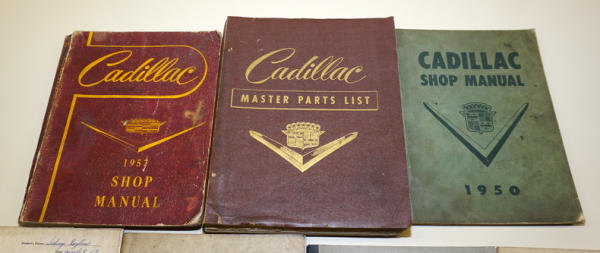 Cadillac
1957
SHOP
MANUAL
Cadillac
MASTER PARTS LIST
CADILLAC
SHOP MANUAL
1950